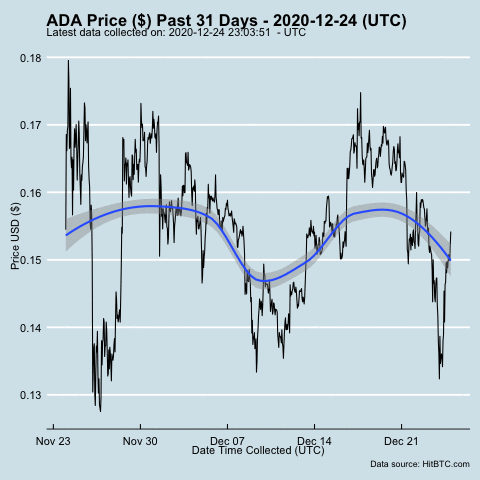 ADA Price ($) Past 31 Days - 2020-12-24 (UTC)
Latest data collected on: 2020-12-24 23:03:51 - UTC
0.18
0.17
0.16
0.15
0.14
0.13
Price USD ($)
Nov 23 Nov 30 Dec 07 Dec 14 Dec 21
Date Time Collected (UTC)
Data source: HitBTC.com